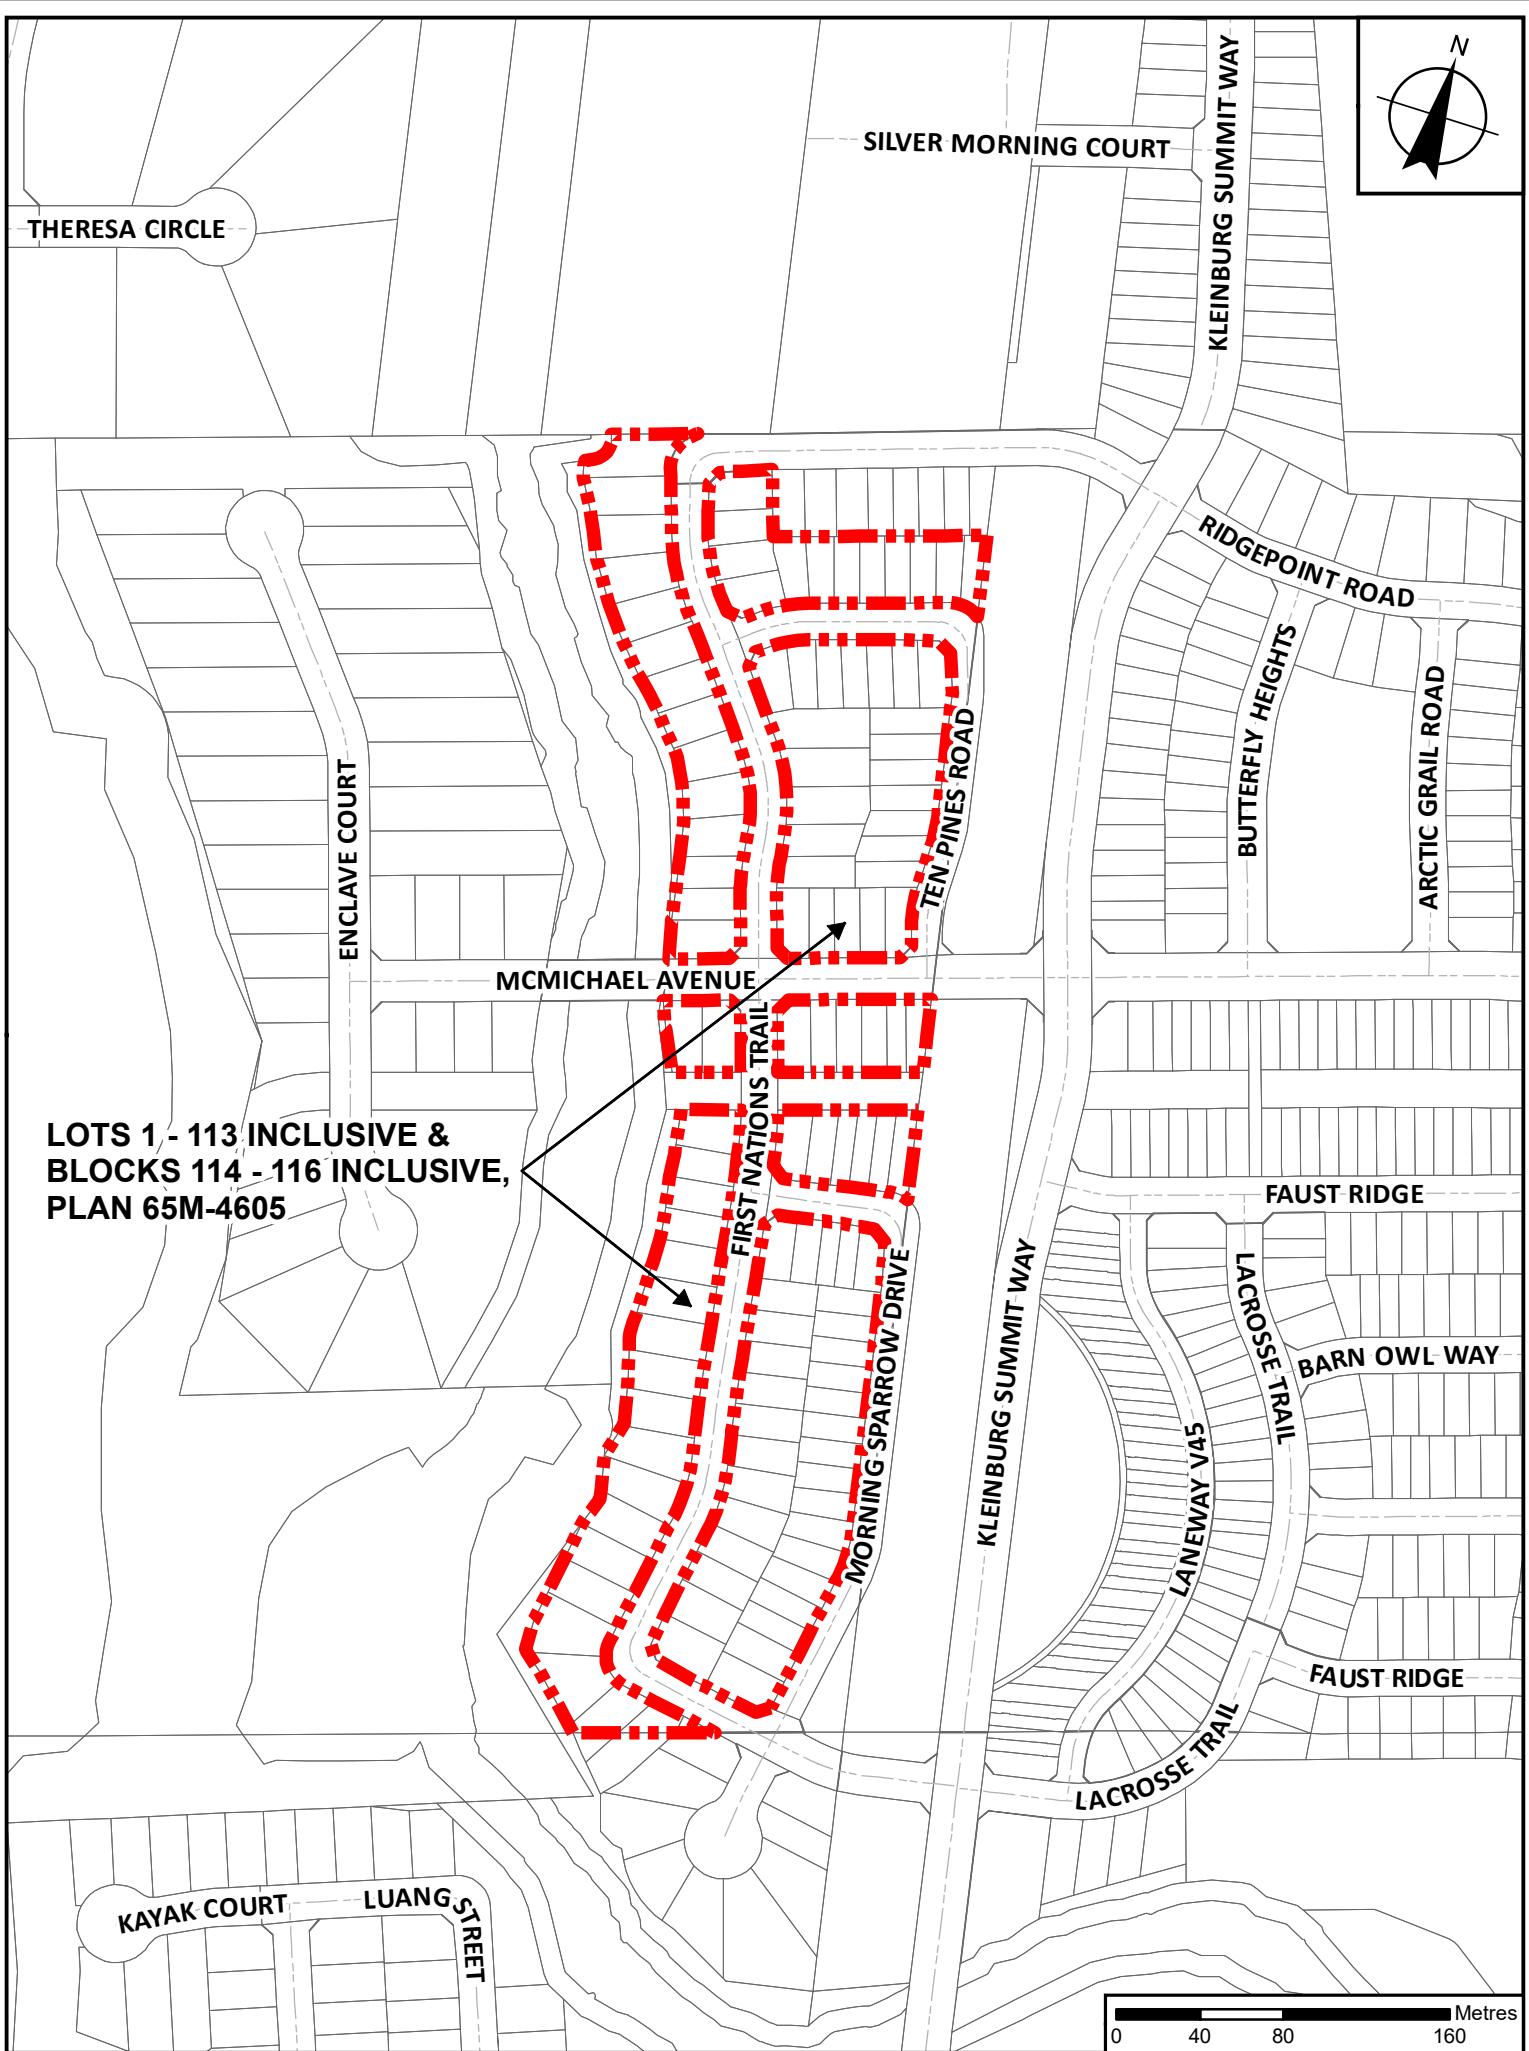 N
SILVER MORNING COURT
KLEINBURG SUMMIT WAY
THERESA CIRCLE
RIDGEPOINT ROAD
BUTTERFLY HEIGHTS
ARCTIC GRAIL ROAD
TEN PINES ROAD
ENCLAVE COURT
MCMICHAEL AVENUE
FIRST NATIONS TRAIL
LOTS 1 - 113 INCLUSIVE &
BLOCKS 114 - 116 INCLUSIVE,
PLAN 65M-4605
FAUST RIDGE
MORNING SPARROW DRIVE
KLEINBURG SUMMIT WAY
LACROSSE TRAIL
BARN OWL WAY
LANEWAY V45
FAUST RIDGE
LACROSSE TRAIL
KAYAK COURT
LUANG STREET
Metres
0 40 80 160